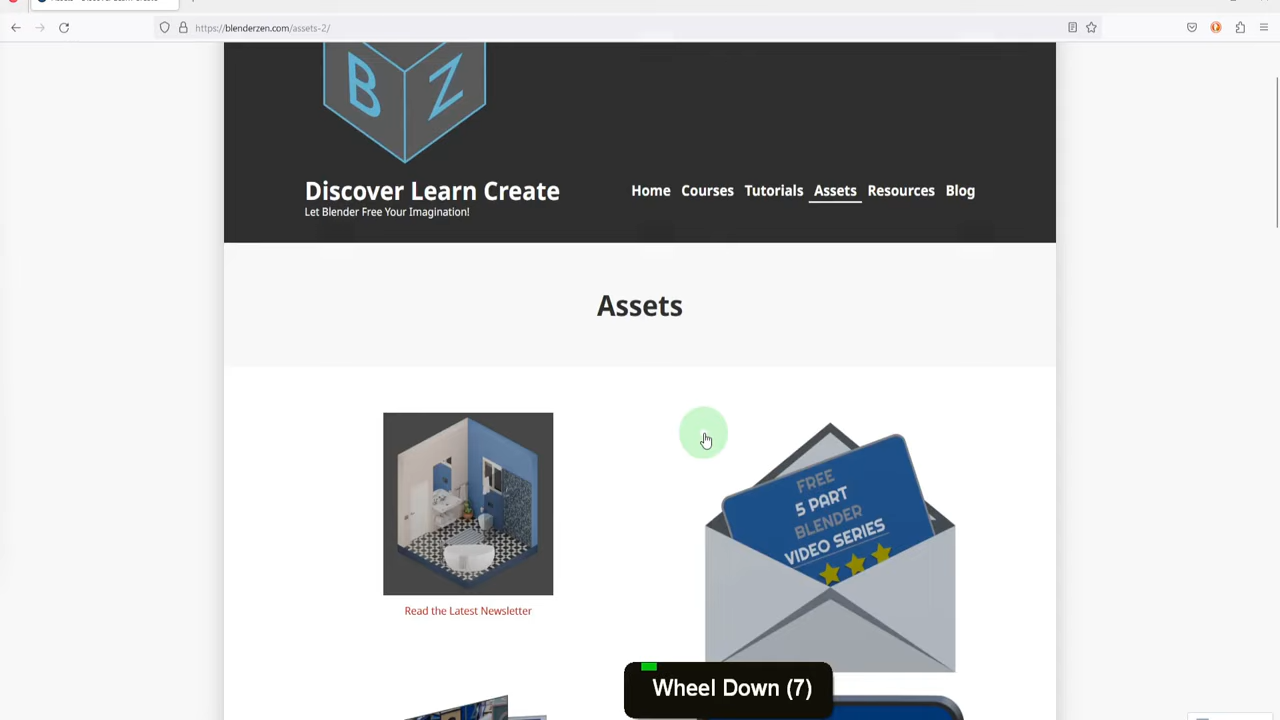 https://blenderzen.com/assets-2/
B Z
Discover Learn Create
Let Blender Free Your Imagination!
Home Courses Tutorials Assets Resources Blog
Assets
FREE
5 PART
BLENDER
VIDEO SERIES
Read the Latest Newsletter
Wheel Down (7)